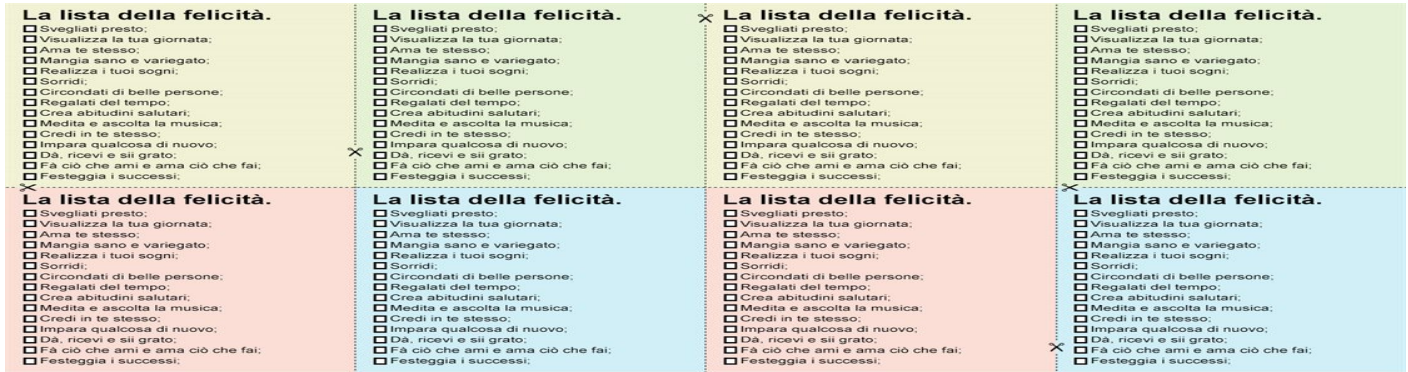 La lista della felicità.
Svegliati presto;
Visualizza la tua giornata;
Ama te stesso;
Mangia sano e variegato;
Realizza i tuoi sogni;
Sorridi;
Circondati di belle persone;
Regalati del tempo;
Crea abitudini salutari;
Medita e ascolta la musica;
Credi in te stesso;
Impara qualcosa di nuovo;
Dà, ricevi e sii grato;
Fà ciò che ami e ama ciò che fai;
Festeggia i successi;
La lista della felicità.
Svegliati presto;
Visualizza la tua giornata;
Ama te stesso;
Mangia sano e variegato;
Realizza i tuoi sogni;
Sorridi;
Circondati di belle persone;
Regalati del tempo;
Crea abitudini salutari;
Medita e ascolta la musica;
Credi in te stesso;
Impara qualcosa di nuovo;
Dà, ricevi e sii grato;
Fà ciò che ami e ama ciò che fai;
Festeggia i successi;
La lista della felicità.
Svegliati presto;
Visualizza la tua giornata;
Ama te stesso;
Mangia sano e variegato;
Realizza i tuoi sogni;
Sorridi;
Circondati di belle persone;
Regalati del tempo;
Crea abitudini salutari;
Medita e ascolta la musica;
Credi in te stesso;
Impara qualcosa di nuovo;
Dà, ricevi e sii grato;
Fà ciò che ami e ama ciò che fai;
Festeggia i successi;
La lista della felicità.
Svegliati presto;
Visualizza la tua giornata;
Ama te stesso;
Mangia sano e variegato;
Realizza i tuoi sogni;
Sorridi;
Circondati di belle persone;
Regalati del tempo;
Crea abitudini salutari;
Medita e ascolta la musica;
Credi in te stesso;
Impara qualcosa di nuovo;
Dà, ricevi e sii grato;
Fà ciò che ami e ama ciò che fai;
Festeggia i successi;
La lista della felicità.
Svegliati presto;
Visualizza la tua giornata;
Ama te stesso;
Mangia sano e variegato;
Realizza i tuoi sogni;
Sorridi;
Circondati di belle persone;
Regalati del tempo;
Crea abitudini salutari;
Medita e ascolta la musica;
Credi in te stesso;
Impara qualcosa di nuovo;
Dà, ricevi e sii grato;
Fà ciò che ami e ama ciò che fai;
Festeggia i successi;
La lista della felicità.
Svegliati presto;
Visualizza la tua giornata;
Ama te stesso;
Mangia sano e variegato;
Realizza i tuoi sogni;
Sorridi;
Circondati di belle persone;
Regalati del tempo;
Crea abitudini salutari;
Medita e ascolta la musica;
Credi in te stesso;
Impara qualcosa di nuovo;
Dà, ricevi e sii grato;
Fà ciò che ami e ama ciò che fai;
Festeggia i successi;
La lista della felicità.
Svegliati presto;
Visualizza la tua giornata;
Ama te stesso;
Mangia sano e variegato;
Realizza i tuoi sogni;
Sorridi;
Circondati di belle persone;
Regalati del tempo;
Crea abitudini salutari;
Medita e ascolta la musica;
Credi in te stesso;
Impara qualcosa di nuovo;
Dà, ricevi e sii grato;
Fà ciò che ami e ama ciò che fai;
Festeggia i successi;
La lista della felicità.
Svegliati presto;
Visualizza la tua giornata;
Ama te stesso;
Mangia sano e variegato;
Realizza i tuoi sogni;
Sorridi;
Circondati di belle persone;
Regalati del tempo;
Crea abitudini salutari;
Medita e ascolta la musica;
Credi in te stesso;
Impara qualcosa di nuovo;
Dà, ricevi e sii grato;
Fà ciò che ami e ama ciò che fai;
Festeggia i successi;